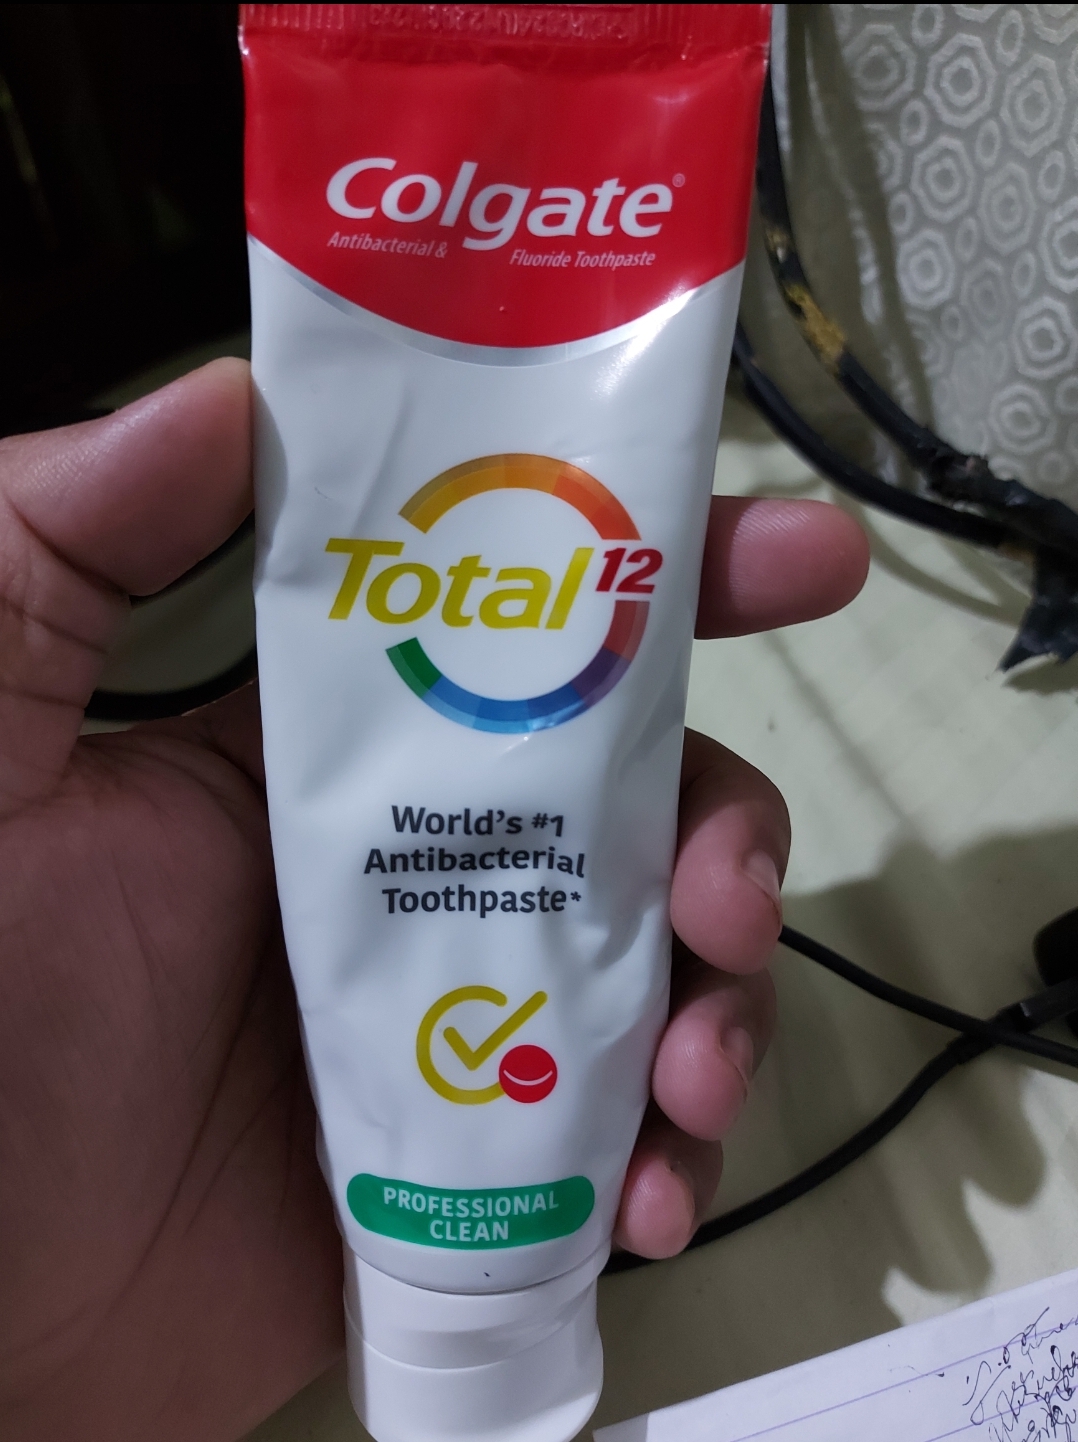 Colgate®
Antibacterial & Fluoride Toothpaste
Total 12
World's #1
Antibacterial
Toothpaste*
PROFESSIONAL
CLEAN